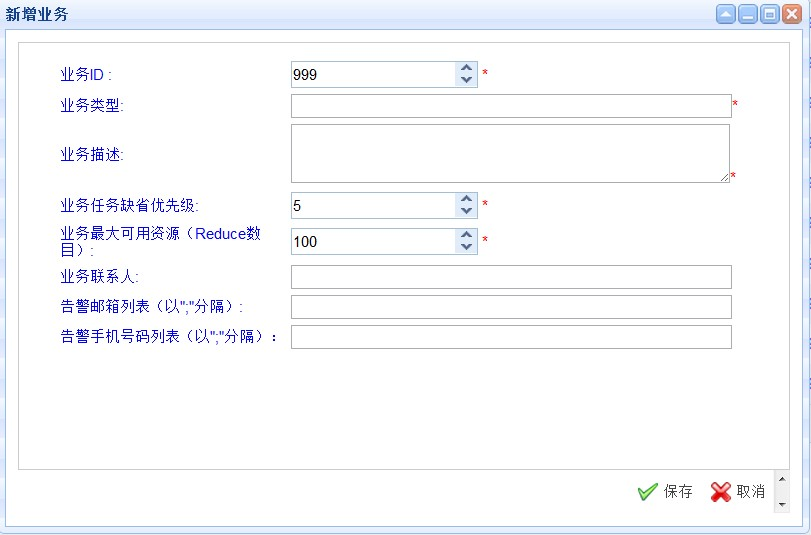 新增业务
业务ID : 999 *
业务类型: *
业务描述: *
业务任务缺省优先级: 5 *
业务最大可用资源（Reduce数
目）: 100 *
业务联系人:
告警邮箱列表（以";"分隔）:
告警手机号码列表（以";"分隔）：
保存 取消